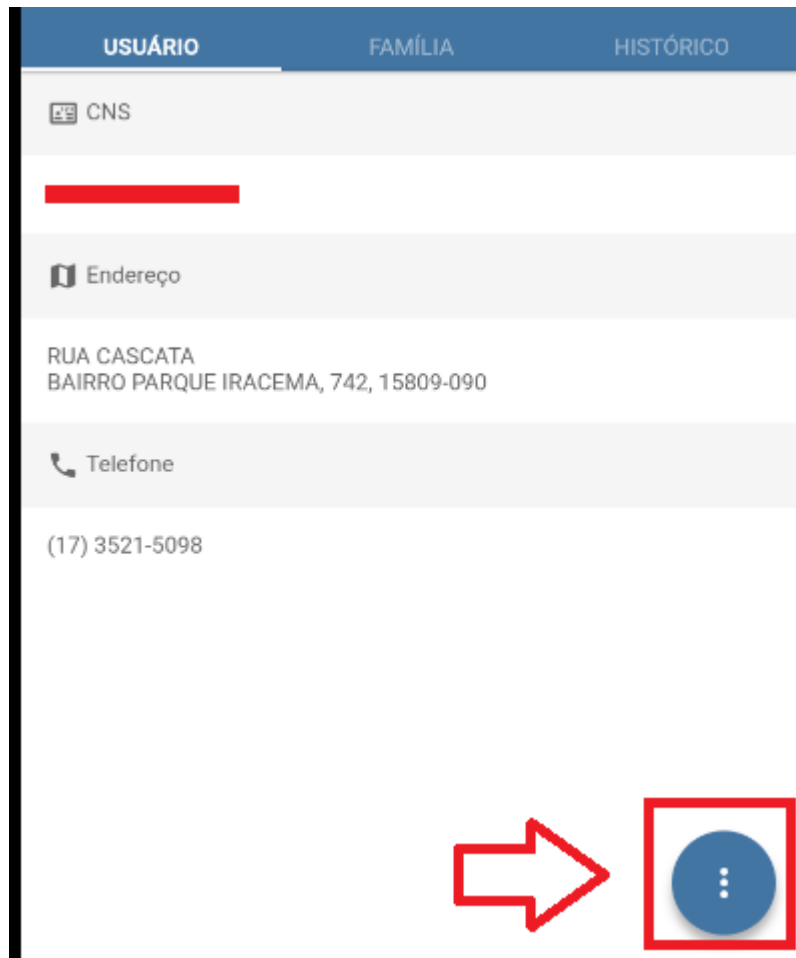 USUÁRIO FAMÍLIA HISTÓRICO
CNS
Endereço
RUA CASCATA
BAIRRO PARQUE IRACEMA, 742, 15809-090
Telefone
(17) 3521-5098